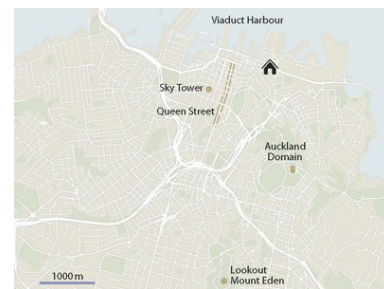 Viaduct Harbour
Sky Tower
Queen Street
Auckland
Domain
1000 m
Lookout
Mount Eden